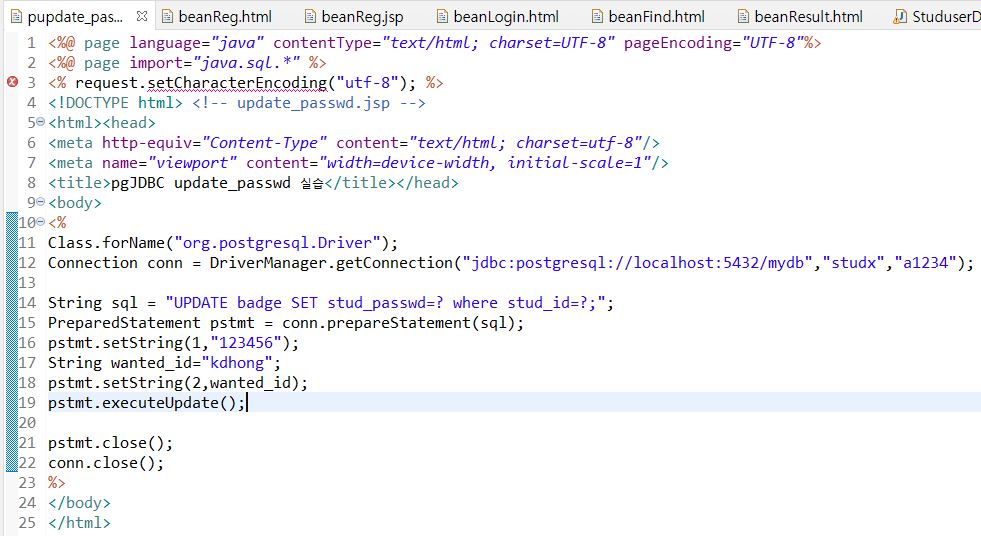 pupdate_pas... beanReg.html beanReg.jsp beanLogin.html beanFind.html beanResult.html StuduserD
1 <%@ page language="java" contentType="text/html; charset=UTF-8" pageEncoding="UTF-8"%>
2 <%@ page import="java.sql.*" %>
3 <% request.setCharacterEncoding("utf-8"); %>
4 <!DOCTYPE html> <!-- update_passwd.jsp -->
5 <html><head>
6 <meta http-equiv="Content-Type" content="text/html; charset=utf-8"/>
7 <meta name="viewport" content="width=device-width, initial-scale=1"/>
8 <title>pgJDBC update_passwd 실습</title></head>
9 <body>
10 <%
11 Class.forName("org.postgresql.Driver");
12 Connection conn = DriverManager.getConnection("jdbc:postgresql://localhost:5432/mydb","studx","a1234");
13
14 String sql = "UPDATE badge SET stud_passwd=? where stud_id=?;";
15 PreparedStatement pstmt = conn.prepareStatement(sql);
16 pstmt.setString(1,"123456");
17 String wanted_id="kdhong";
18 pstmt.setString(2,wanted_id);
19 pstmt.executeUpdate();
20
21 pstmt.close();
22 conn.close();
23 %>
24 </body>
25 </html>